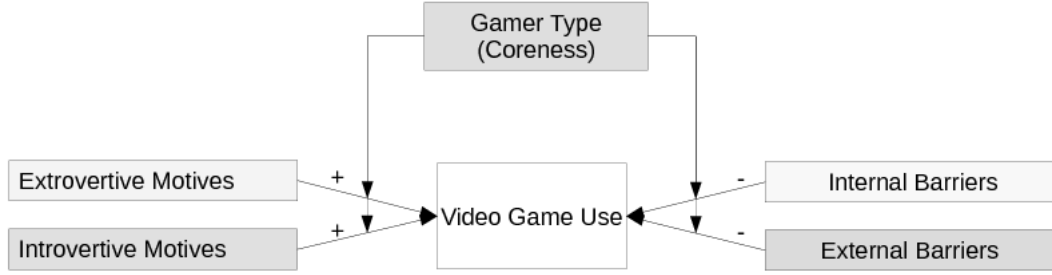 Gamer Type
(Coreness)
Extrovertive Motives
+
-
Internal Barriers
Video Game Use
Introvertive Motives
+
-
External Barriers